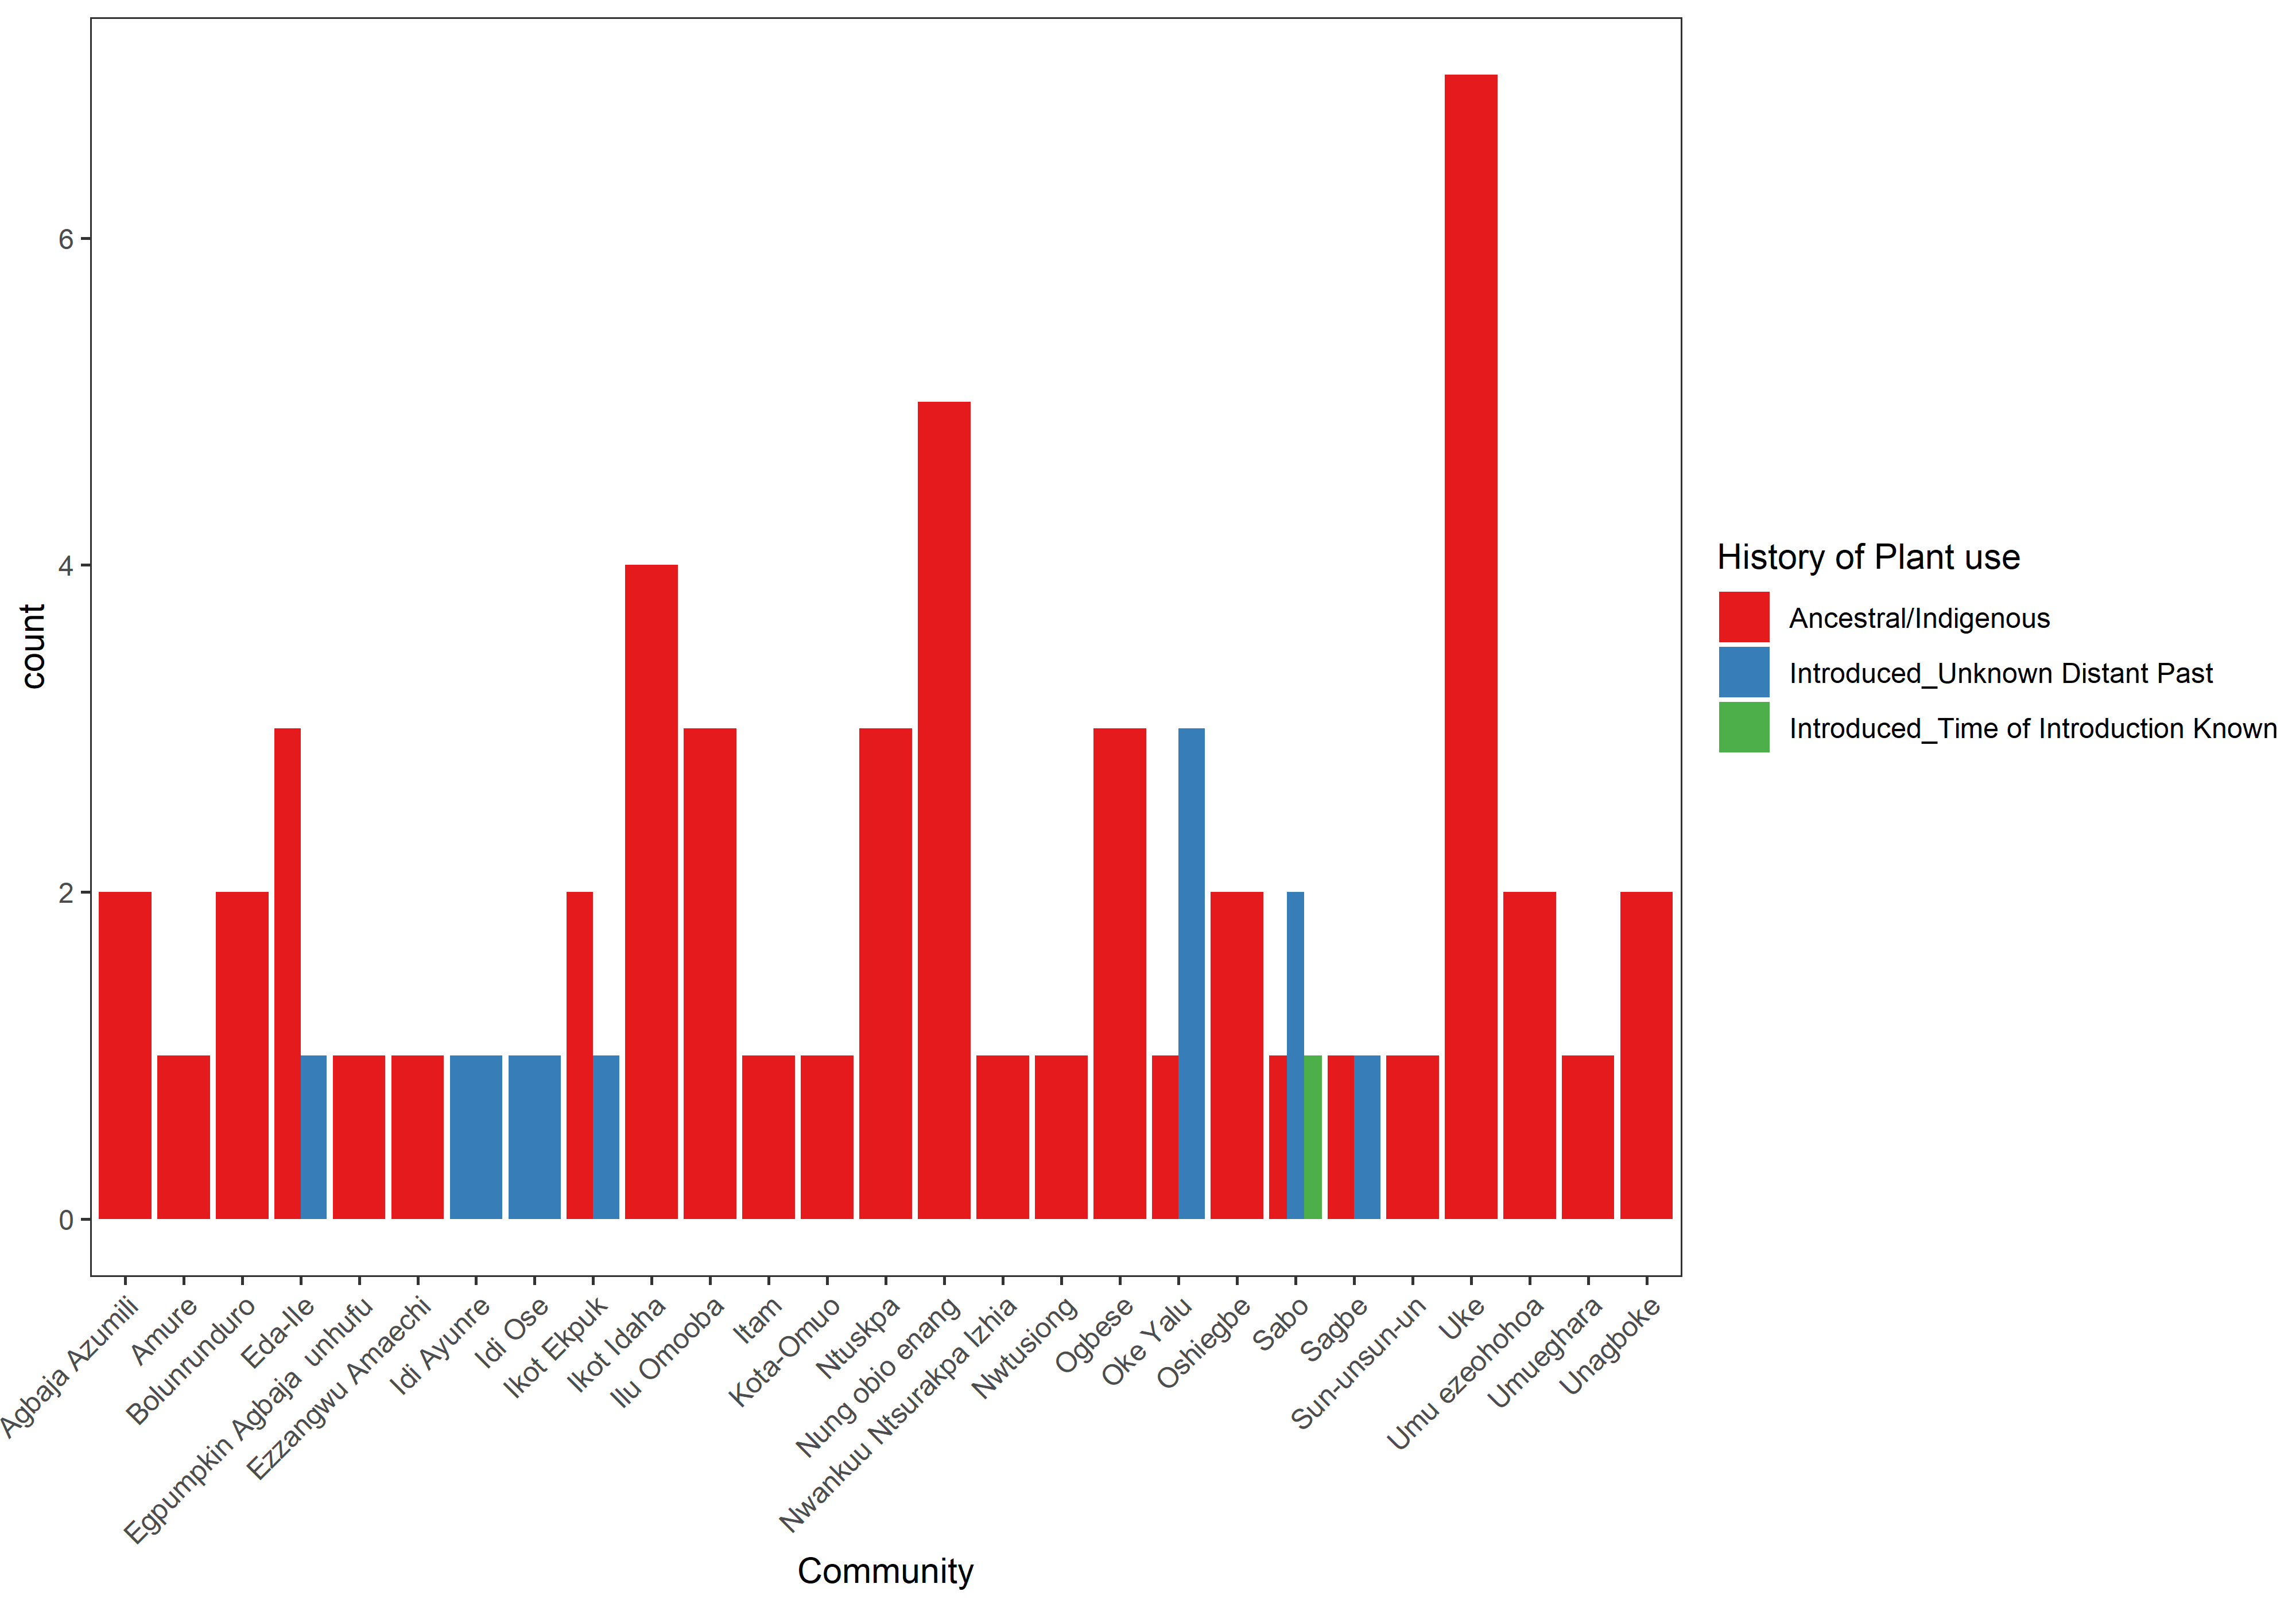 6
4
2
0
count
Agbaja Azumili
Amure
Bolunrunduro
Eda-Ile
Egpumpkin Agbaja  unhufu
Ezzangwu Amaechi
Idi Ayunre
Idi Ose
Ikot Ekpuk
Ikot Idaha
Ilu Omooba
Itam
Kota-Omuo
Ntuskpa
Nung obio enang
Nwankuu Ntsurakpa Izhia
Nwtusiong
Ogbese
Oke Yalu
Oshiegbe
Sabo
Sagbe
Sun-unsun-un
Uke
Umu ezeohohoa
Umueghara
Unagboke
Community
History of Plant use
Ancestral/Indigenous
Introduced_Unknown Distant Past
Introduced_Time of Introduction Known